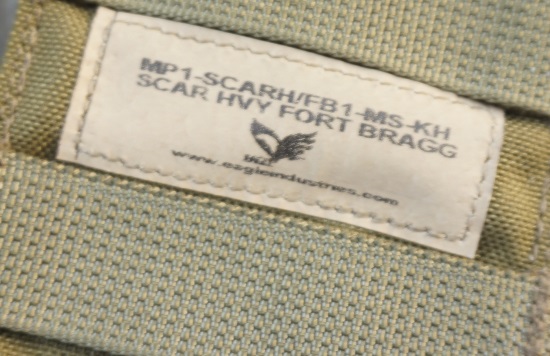 MP1-SCARH/FB1-MS-KH
SCAR HVY FORT BRAGG
www.eagleindustries.com